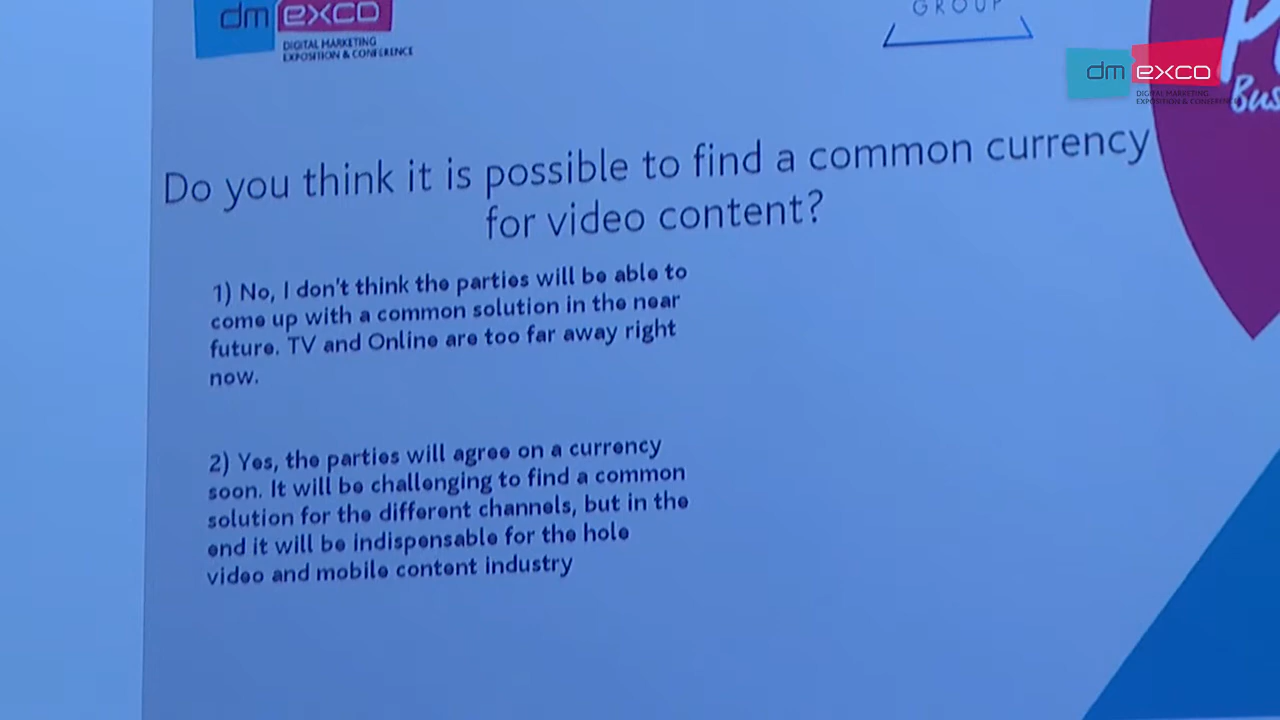 dm exco
DIGITAL MARKETING
EXPOSITION & CONFERENCE
GROUP
dm exco
DIGITAL MARKETING
Bus
Do you think it is possible to find a common currency
for video content?
1) No, I don't think the parties will be able to
come up with a common solution in the near
future. TV and Online are too far away right
now.
2) Yes, the parties will agree on a currency
soon. It will be challenging to find a common
solution for the different channels, but in the
end it will be indispensable for the hole
video and mobile content industry